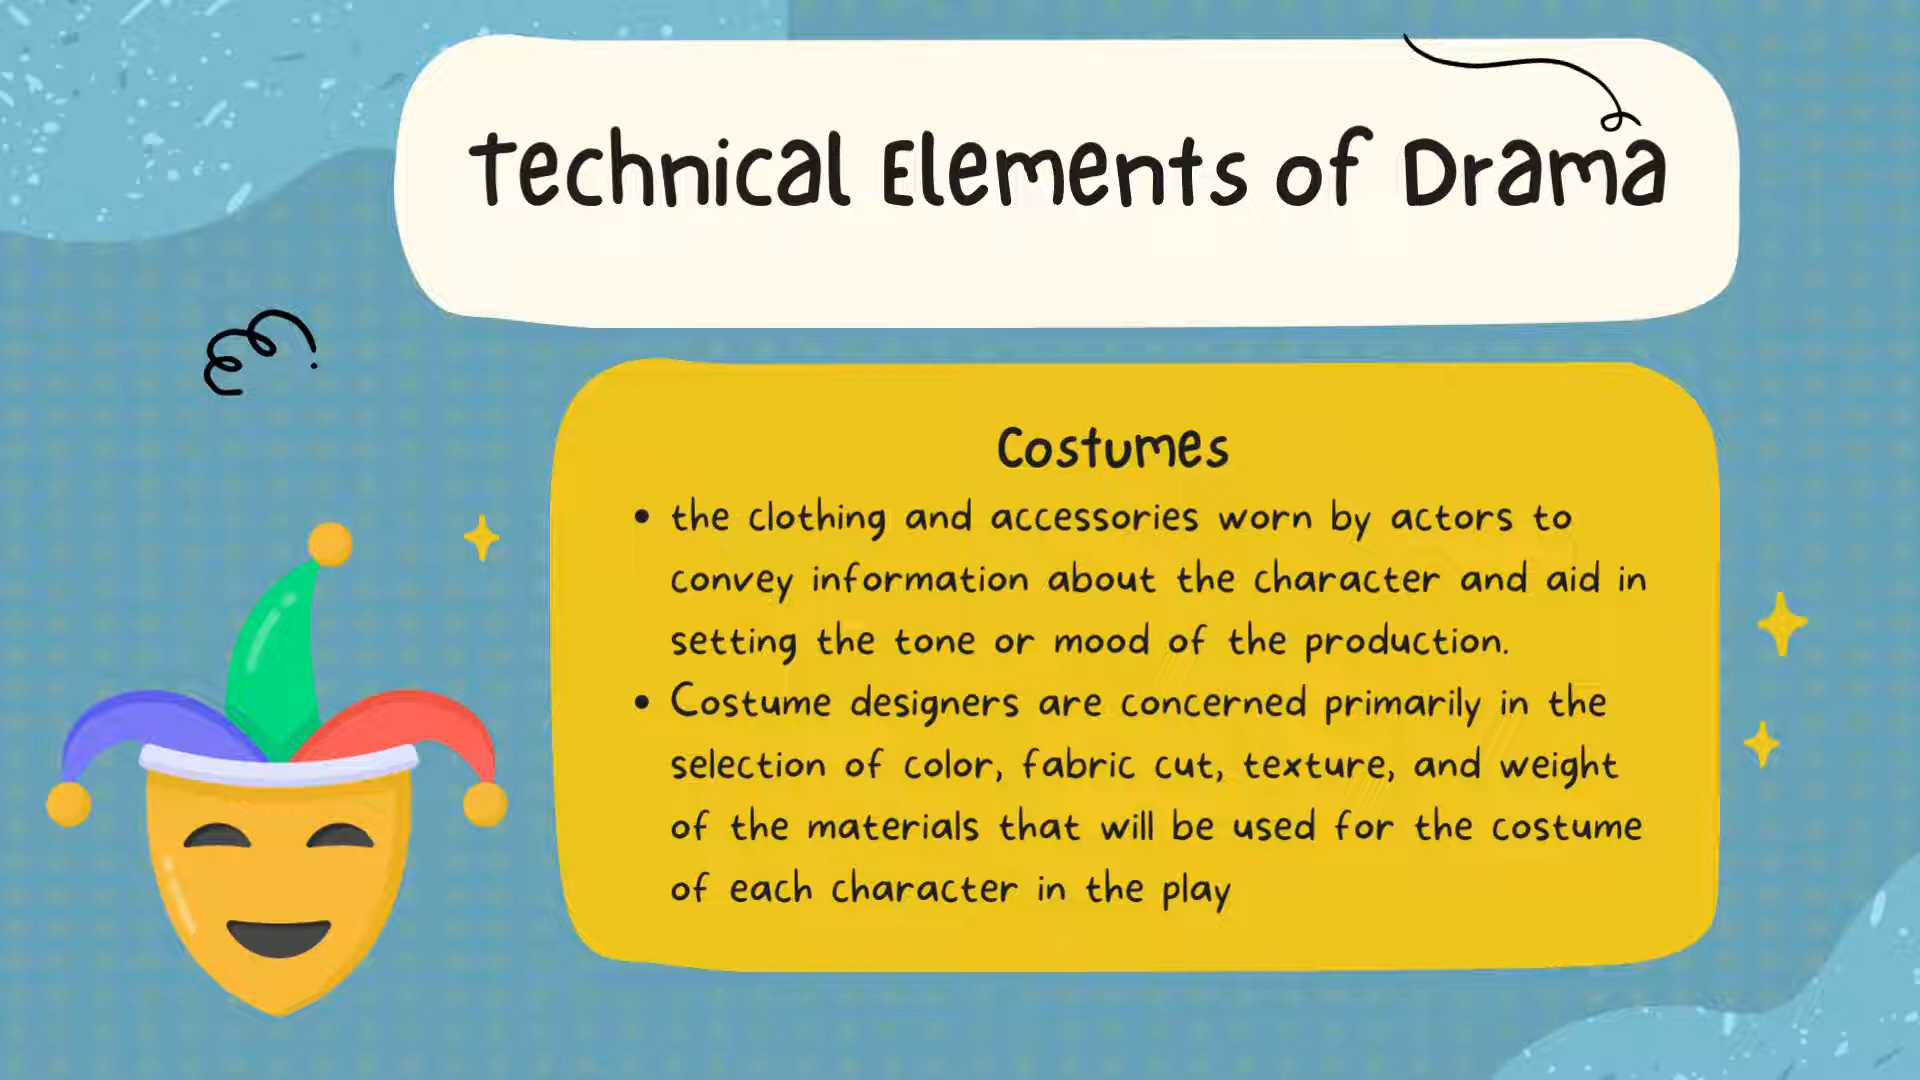 Technical Elements of Drama
Costumes
• the clothing and accessories worn by actors to
convey information about the character and aid in
setting the tone or mood of the production.
• Costume designers are concerned primarily in the
selection of color, fabric cut, texture, and weight
of the materials that will be used for the costume
of each character in the play